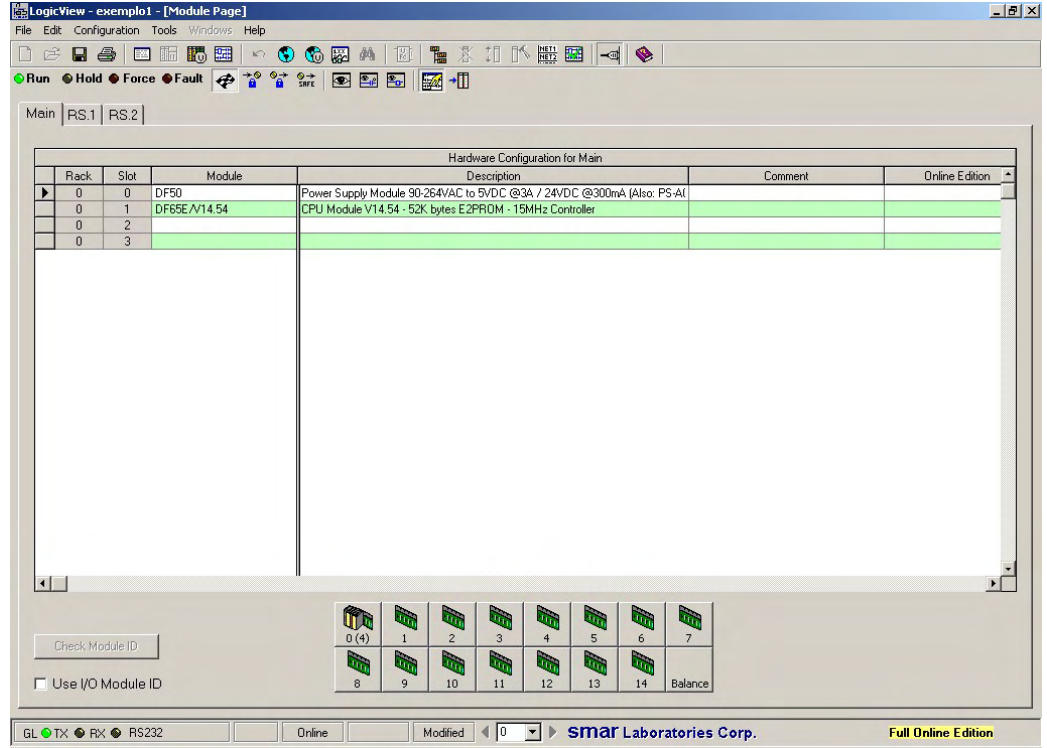 LogicView - exemplo1 - [Module Page]
File Edit Configuration Tools Windows Help
NET1
NET2
Run Hold Force Fault SAFE
Main RS.1 RS.2
Hardware Configuration for Main
Rack Slot Module Description Comment Online Edition
0 0 DF50 Power Supply Module 90-264VAC to 5VDC @3A / 24VDC @300mA (Also: PS-A(
0 1 DF65E/V14.54 CPU Module V14.54 - 52K bytes E2PROM - 15MHz Controller
0 2
0 3
0 (4) 1 2 3 4 5 6 7
Check Module ID
Use I/O Module ID
8 9 10 11 12 13 14 Balance
GL TX RX RS232 Online Modified 0 smar Laboratories Corp. Full Online Edition